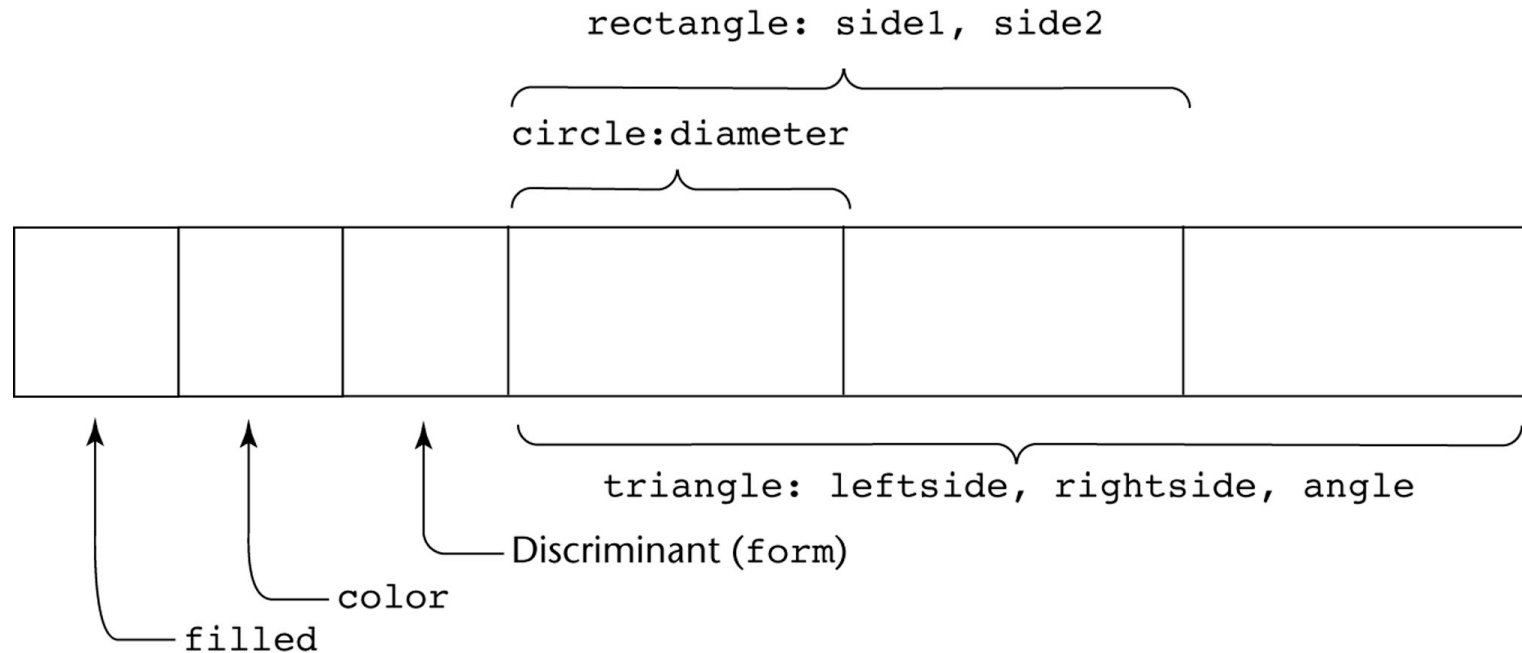 rectangle: side1, side2
circle:diameter
triangle: leftside, rightside, angle
Discriminant (form)
color
filled